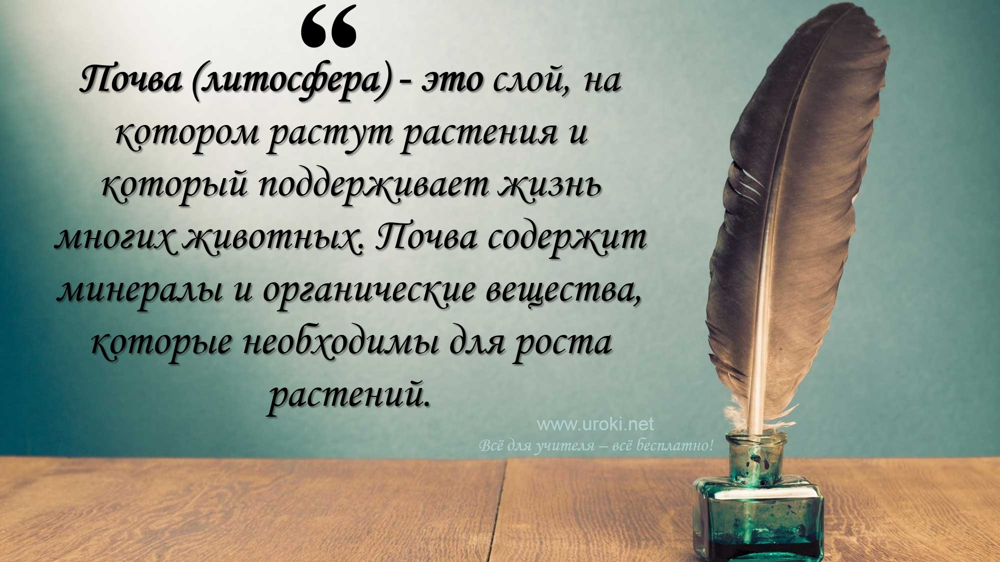 “
Почва (литосфера) - это слой, на
котором растут растения и
который поддерживает жизнь
многих животных. Почва содержит
минералы и органические вещества,
которые необходимы для роста
растений.
www.uroki.net
Всё для учителя – всё бесплатно!